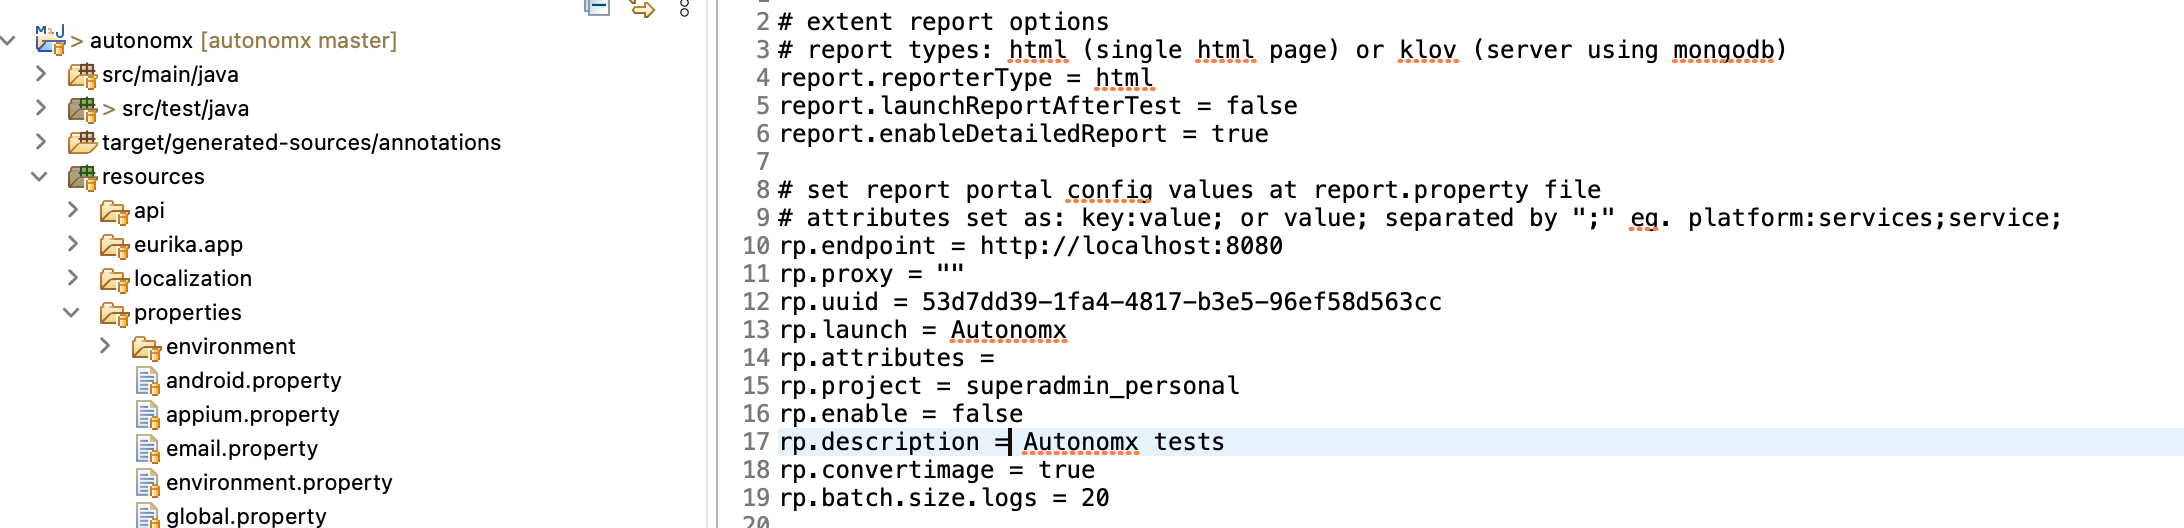 > autonomx [autonomx master]
src/main/java
> src/test/java
target/generated-sources/annotations
resources
api
eurika.app
localization
properties
environment
android.property
appium.property
email.property
environment.property
global.property
2 # extent report options
3 # report types: html (single html page) or klov (server using mongodb)
4 report.reporterType = html
5 report.launchReportAfterTest = false
6 report.enableDetailedReport = true
7
8 # set report portal config values at report.property file
9 # attributes set as: key:value; or value; separated by ";" eg. platform:services;service;
10 rp.endpoint = http://localhost:8080
11 rp.proxy = ""
12 rp.uuid = 53d7dd39-1fa4-4817-b3e5-96ef58d563cc
13 rp.launch = Autonomx
14 rp.attributes =
15 rp.project = superadmin_personal
16 rp.enable = false
17 rp.description = Autonomx tests
18 rp.convertimage = true
19 rp.batch.size.logs = 20
20